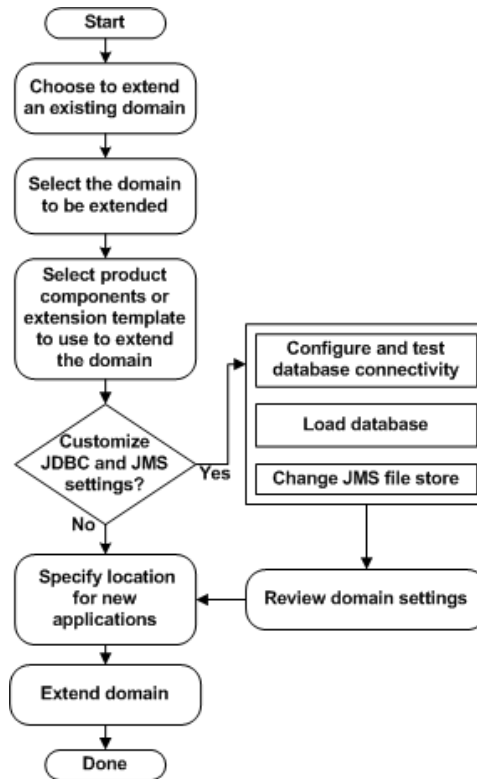 Start
Choose to extend
an existing domain
Select the domain
to be extended
Select product
components or
extension template
to use to extend
the domain
Customize
JDBC and JMS
settings?
Yes
No
Configure and test
database connectivity
Load database
Change JMS file store
Review domain settings
Specify location
for new
applications
Extend domain
Done